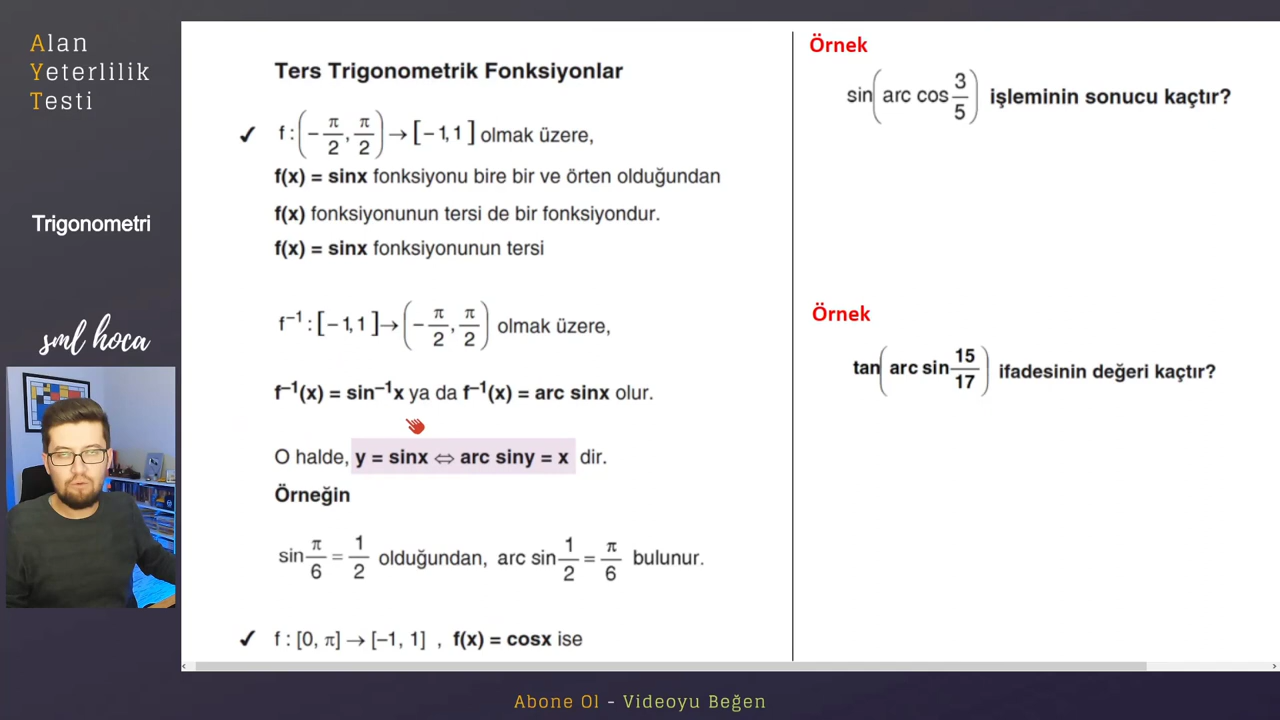 Alan
Yeterlilik
Testi
Trigonometri
sml hoca
Ters Trigonometrik Fonksiyonlar
✓ f : (−π/2, π/2) → [−1, 1] olmak üzere,
f(x) = sinx fonksiyonu bire bir ve örten olduğundan
f(x) fonksiyonunun tersi de bir fonksiyondur.
f(x) = sinx fonksiyonunun tersi
f⁻¹ : [−1, 1] → (−π/2, π/2) olmak üzere,
f⁻¹(x) = sin⁻¹x ya da f⁻¹(x) = arc sinx olur.
O halde, y = sinx ⇔ arc siny = x dir.
Örneğin
sin π/6 = 1/2 olduğundan, arc sin 1/2 = π/6 bulunur.
✓ f : [0, π] → [−1, 1] , f(x) = cosx ise
Örnek
sin(arc cos 3/5) işleminin sonucu kaçtır?
Örnek
tan(arc sin 15/17) ifadesinin değeri kaçtır?
Abone Ol - Videoyu Beğen